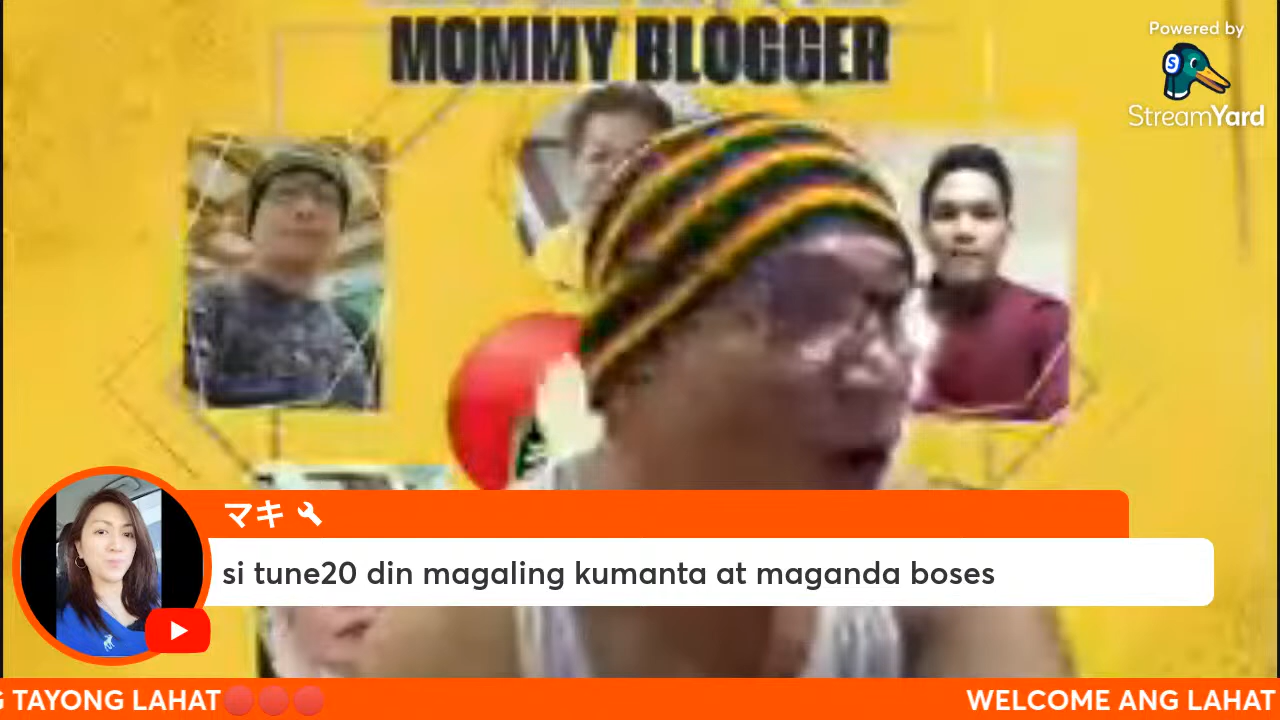 MOMMY BLOGGER
Powered by
StreamYard
マキ
si tune20 din magaling kumanta at maganda boses
TAYONG LAHAT
WELCOME ANG LAHAT